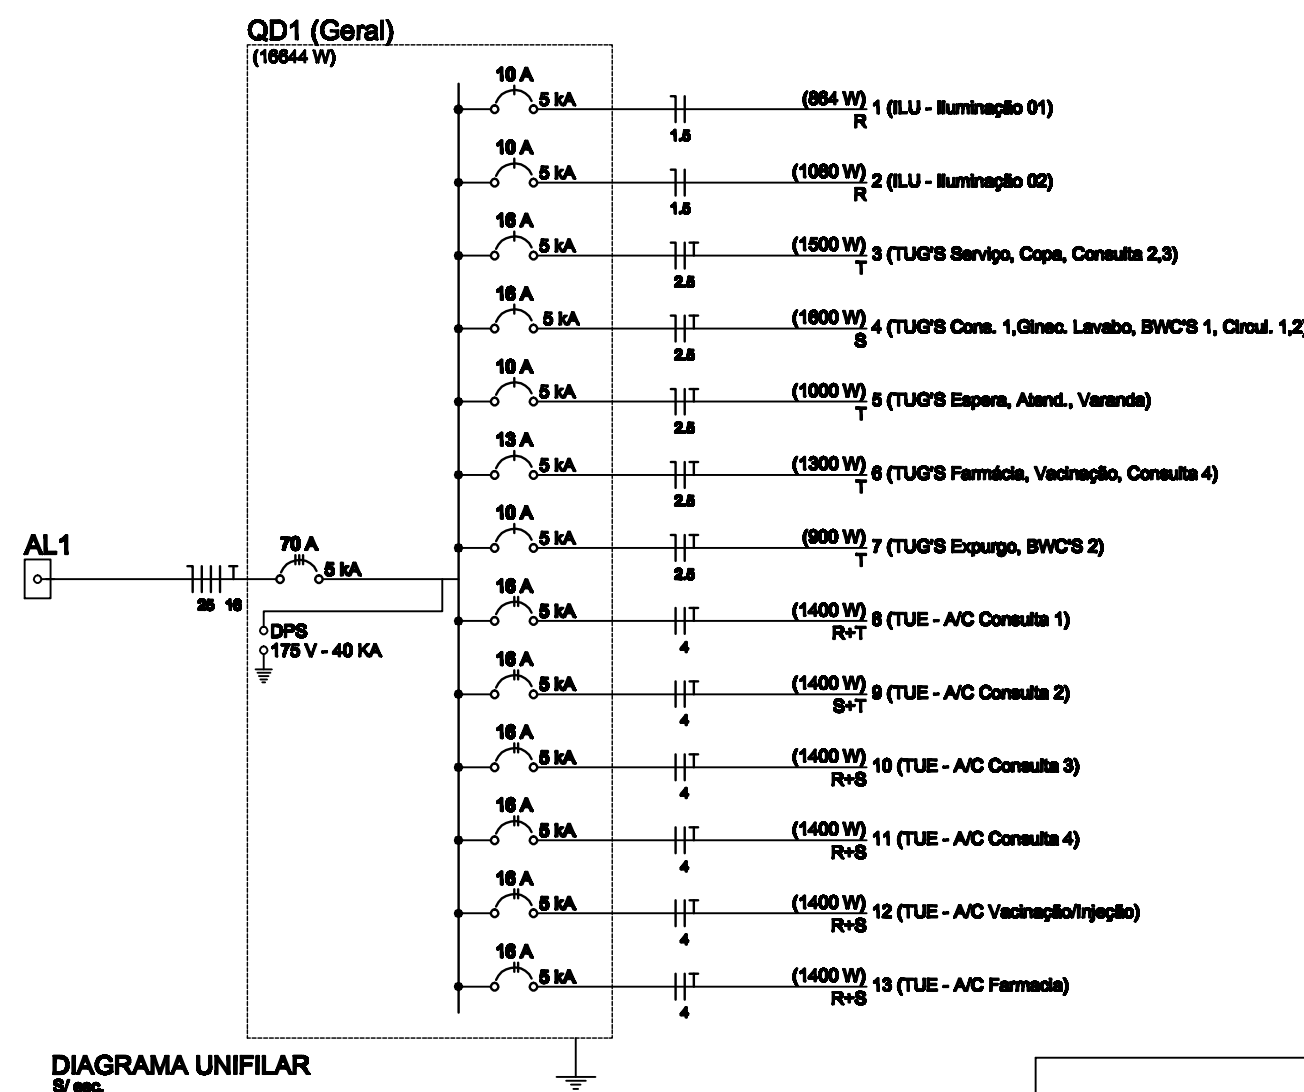 QD1 (Geral)
(16644 W)
10 A
5 kA
1.5
(864 W)
R
1 (ILU - Iluminação 01)
10 A
5 kA
1.5
(1080 W)
R
2 (ILU - Iluminação 02)
16 A
5 kA
T
2.5
(1500 W)
T
3 (TUG'S Serviço, Copa, Consulta 2,3)
16 A
5 kA
T
2.5
(1600 W)
S
4 (TUG'S Cons. 1,Ginec. Lavabo, BWC'S 1, Circul. 1,2)
10 A
5 kA
T
2.5
(1000 W)
T
5 (TUG'S Espera, Atend., Varanda)
13 A
5 kA
T
2.5
(1300 W)
T
6 (TUG'S Farmácia, Vacinação, Consulta 4)
10 A
5 kA
T
2.5
(900 W)
T
7 (TUG'S Expurgo, BWC'S 2)
AL1
T
25 16
70 A
5 kA
DPS
175 V - 40 KA
16 A
5 kA
T
4
(1400 W)
R+T
8 (TUE - A/C Consulta 1)
16 A
5 kA
T
4
(1400 W)
S+T
9 (TUE - A/C Consulta 2)
16 A
5 kA
T
4
(1400 W)
R+S
10 (TUE - A/C Consulta 3)
16 A
5 kA
T
4
(1400 W)
R+S
11 (TUE - A/C Consulta 4)
16 A
5 kA
T
4
(1400 W)
R+S
12 (TUE - A/C Vacinação/Injeção)
16 A
5 kA
T
4
(1400 W)
R+S
13 (TUE - A/C Farmacia)
DIAGRAMA UNIFILAR
S/ esc.